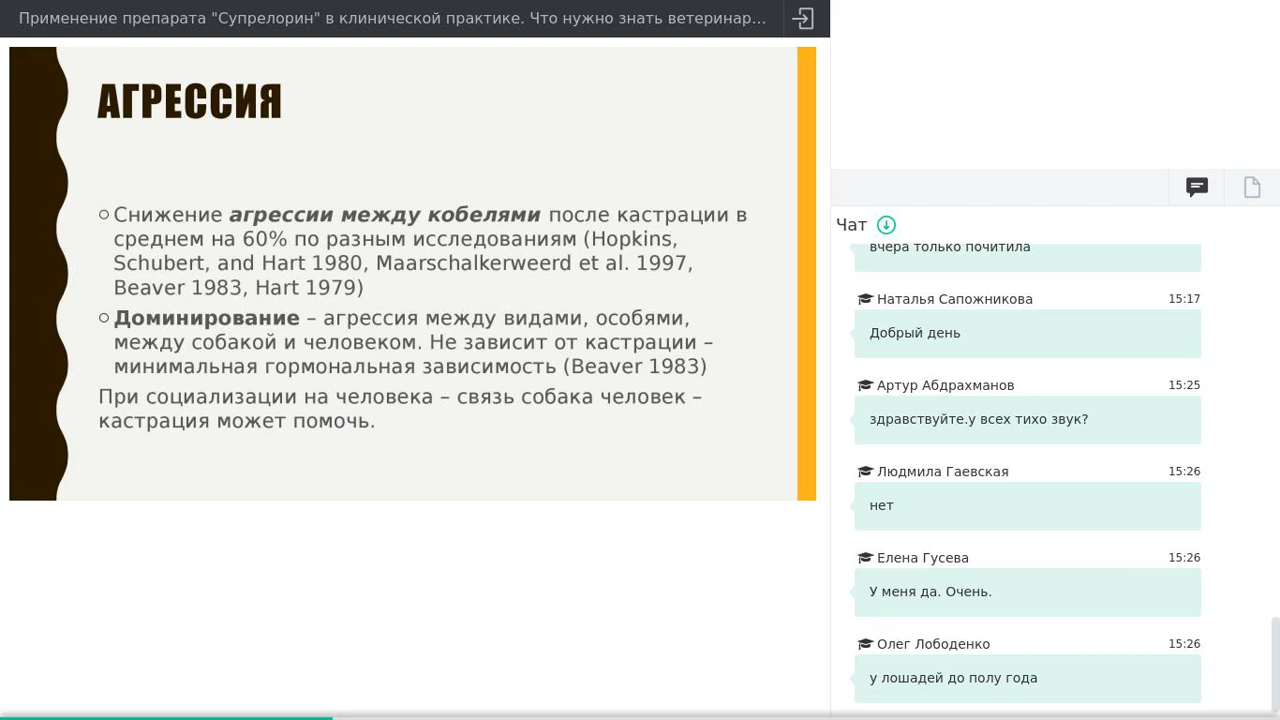 Применение препарата "Супрелорин" в клинической практике. Что нужно знать ветеринар...
АГРЕССИЯ
Снижение агрессии между кобелями после кастрации в
среднем на 60% по разным исследованиям (Hopkins,
Schubert, and Hart 1980, Maarschalkerweerd et al. 1997,
Beaver 1983, Hart 1979)
Доминирование – агрессия между видами, особями,
между собакой и человеком. Не зависит от кастрации –
минимальная гормональная зависимость (Beaver 1983)
При социализации на человека – связь собака человек –
кастрация может помочь.
Чат
вчера только почитила
Наталья Сапожникова 15:17
Добрый день
Артур Абдрахманов 15:25
здравствуйте.у всех тихо звук?
Людмила Гаевская 15:26
нет
Елена Гусева 15:26
У меня да. Очень.
Олег Лободенко 15:26
у лошадей до полу года